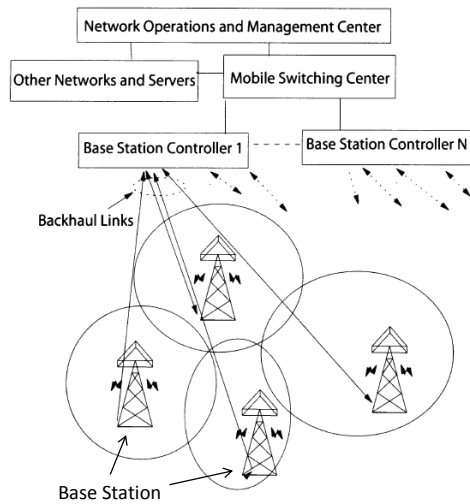 Network Operations and Management Center
Other Networks and Servers
Mobile Switching Center
Base Station Controller 1
Base Station Controller N
Backhaul Links
Base Station